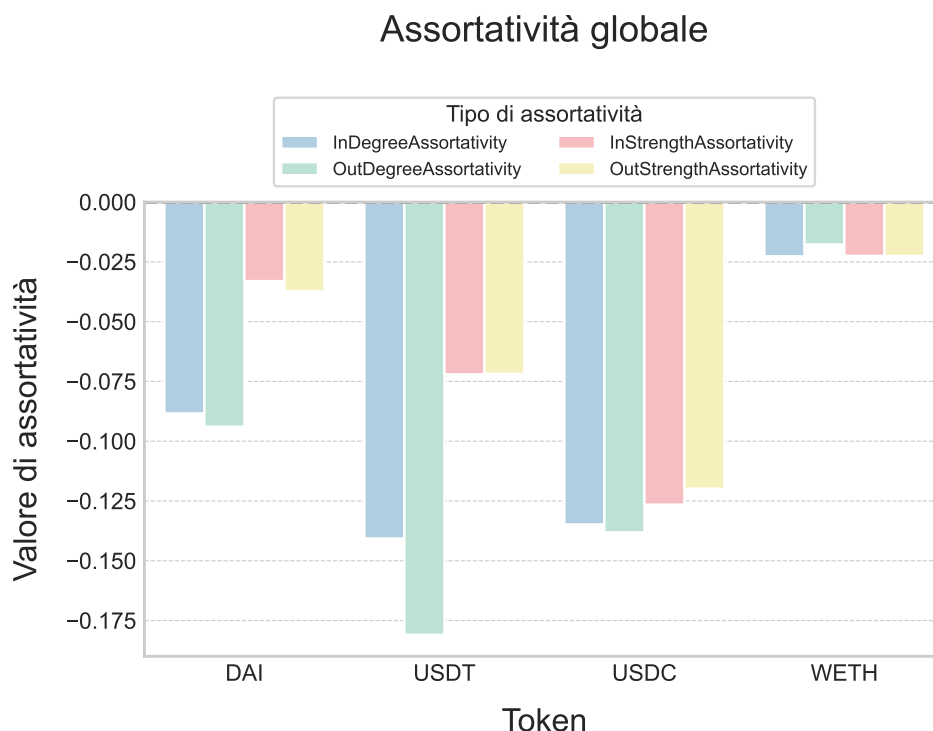 Assortatività globale
Tipo di assortatività
InDegreeAssortativity
InStrengthAssortativity
OutDegreeAssortativity
OutStrengthAssortativity
0.000
−0.025
−0.050
−0.075
−0.100
−0.125
−0.150
−0.175
Valore di assortatività
DAI
USDT
USDC
WETH
Token